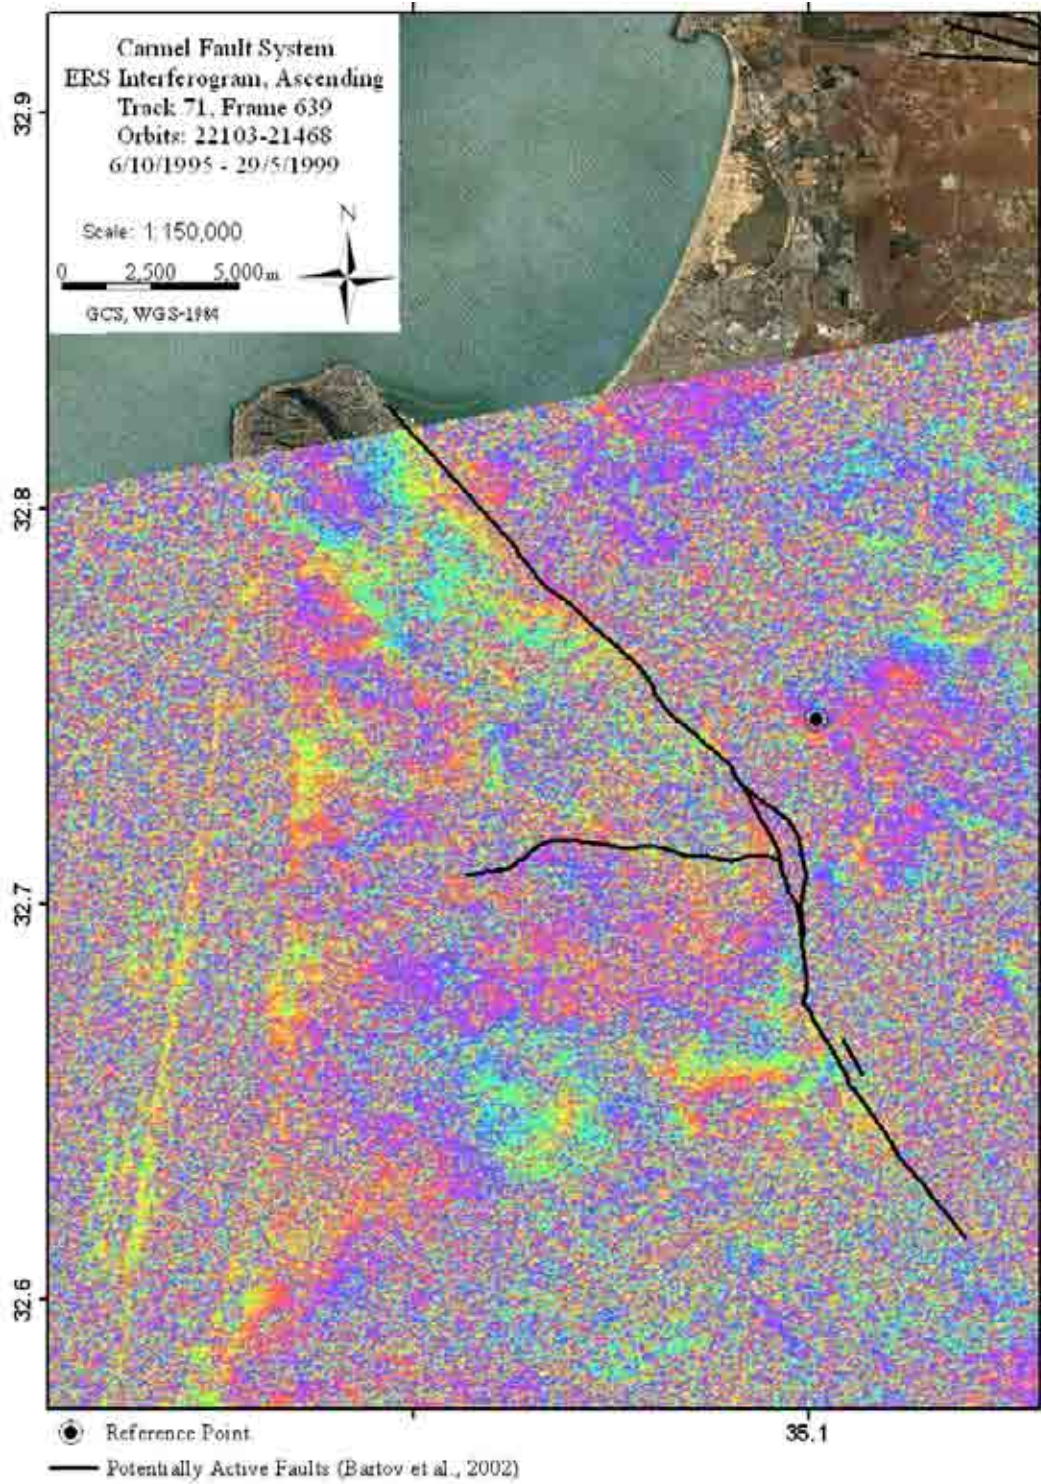 Carmel Fault System
ERS Interferogram, Ascending
Track 71, Frame 639
Orbits: 22103-21468
6/10/1995 - 29/5/1999
N
Scale: 1:150,000
0 2,500 5,000 m
GCS, WGS-1984
32.9
32.8
32.7
32.6
35.1
Reference Point
Potentially Active Faults (Bartov et al., 2002)